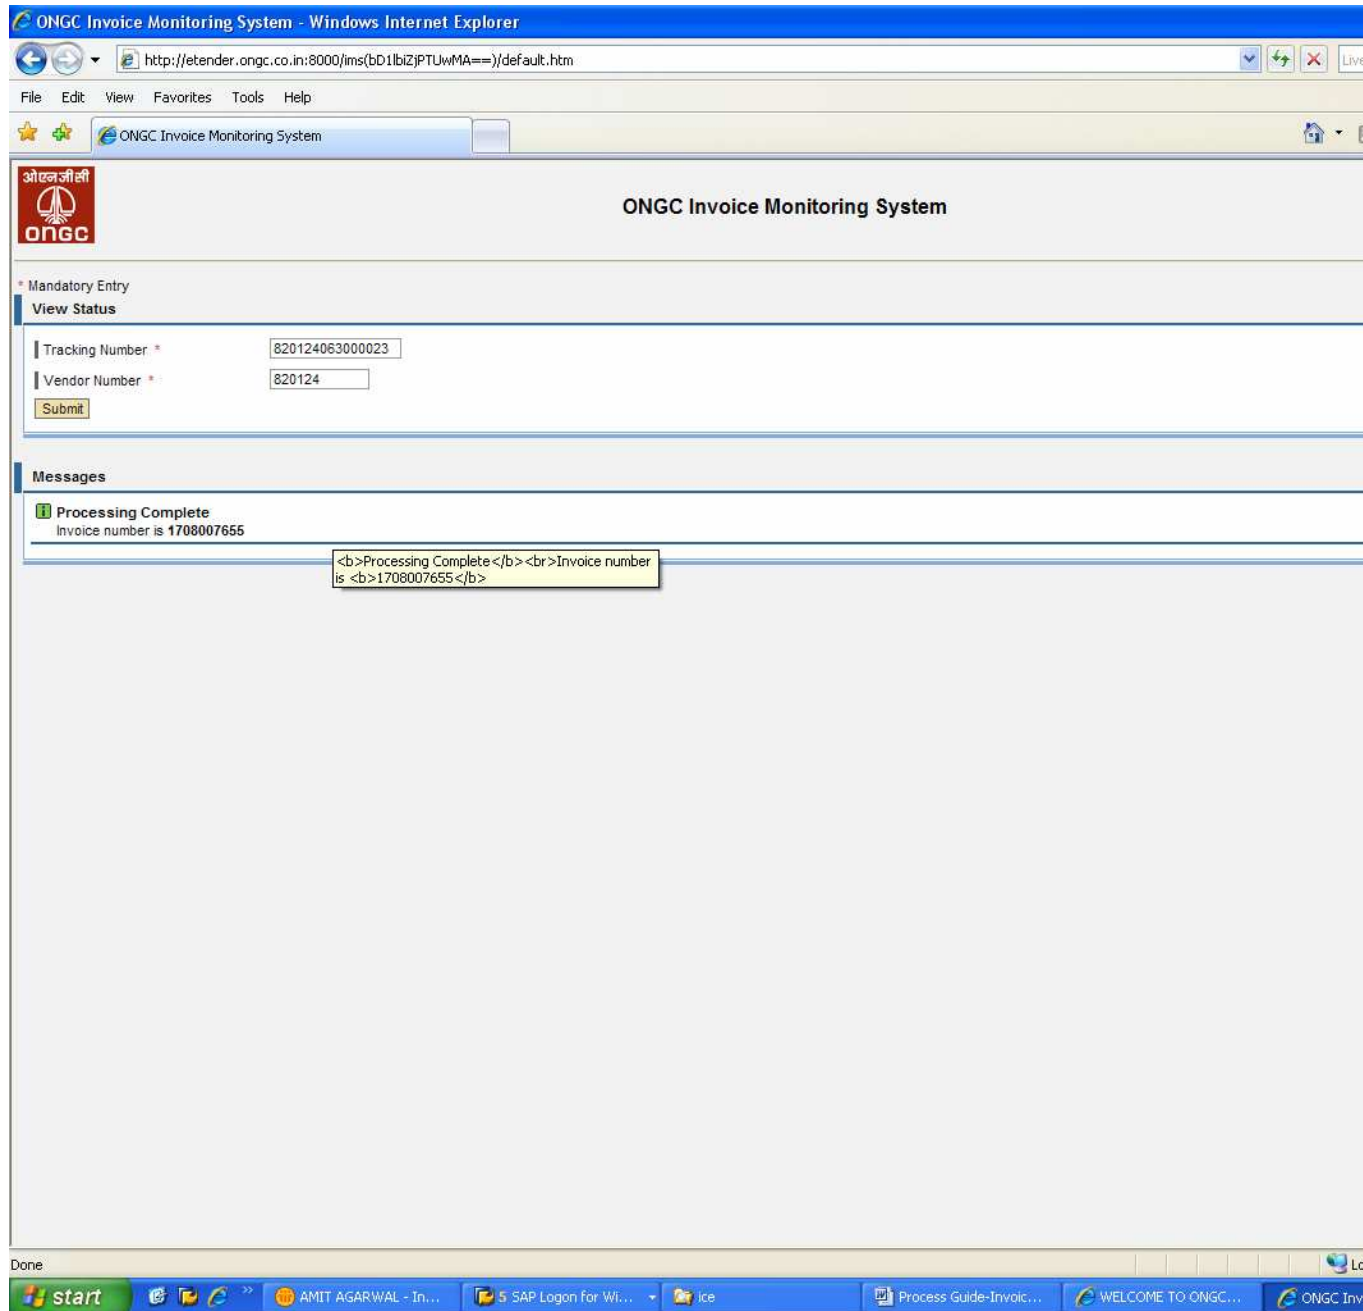 ONGC Invoice Monitoring System - Windows Internet Explorer
http://etender.ongc.co.in:8000/ims(bD1lbiZjPTUwMA==)/default.htm
Live
File Edit View Favorites Tools Help
ONGC Invoice Monitoring System
ओएनजीसी
ongc
ONGC Invoice Monitoring System
* Mandatory Entry
View Status
Tracking Number * 820124063000023
Vendor Number * 820124
Submit
Messages
Processing Complete
Invoice number is 1708007655
<b>Processing Complete</b><br>Invoice number
is <b>1708007655</b>
Done
start » AMIT AGARWAL - In... 5 SAP Logon for Wi... ice Process Guide-Invoic... WELCOME TO ONGC... ONGC Inv